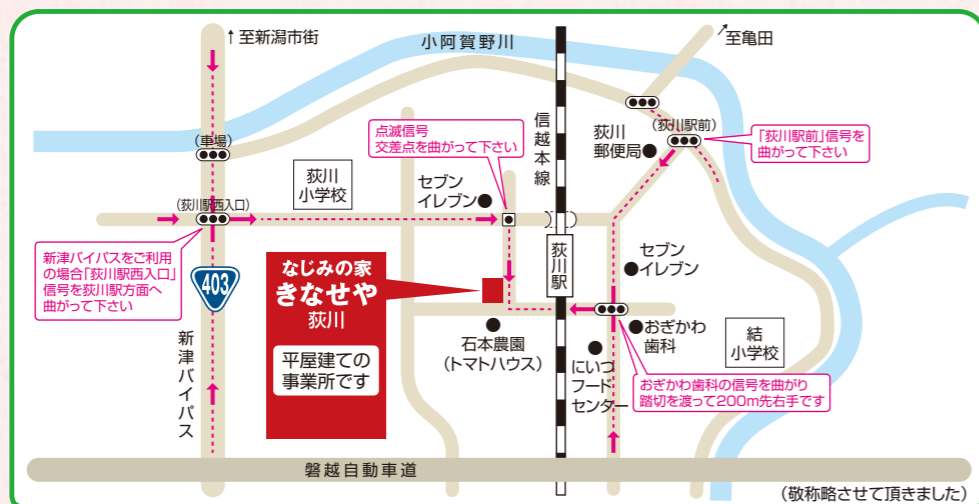 ↑至新潟市街
小阿賀野川
↗至亀田
点滅信号
交差点を曲がって下さい
信越本線
荻川
郵便局
(荻川駅前)
「荻川駅前」信号を
曲がって下さい
(車場)
荻川
小学校
セブン
イレブン
(荻川駅西入口)
新津バイパスをご利用
の場合「荻川駅西入口」
信号を荻川駅方面へ
曲がって下さい
403
新津バイパス
なじみの家
きなせや
荻川
平屋建ての
事業所です
荻川駅
セブン
イレブン
石本農園
(トマトハウス)
にいつ
フード
センター
おぎかわ
歯科
結
小学校
おぎかわ歯科の信号を曲がり
踏切を渡って200m先右手です
磐越自動車道
(敬称略させて頂きました)